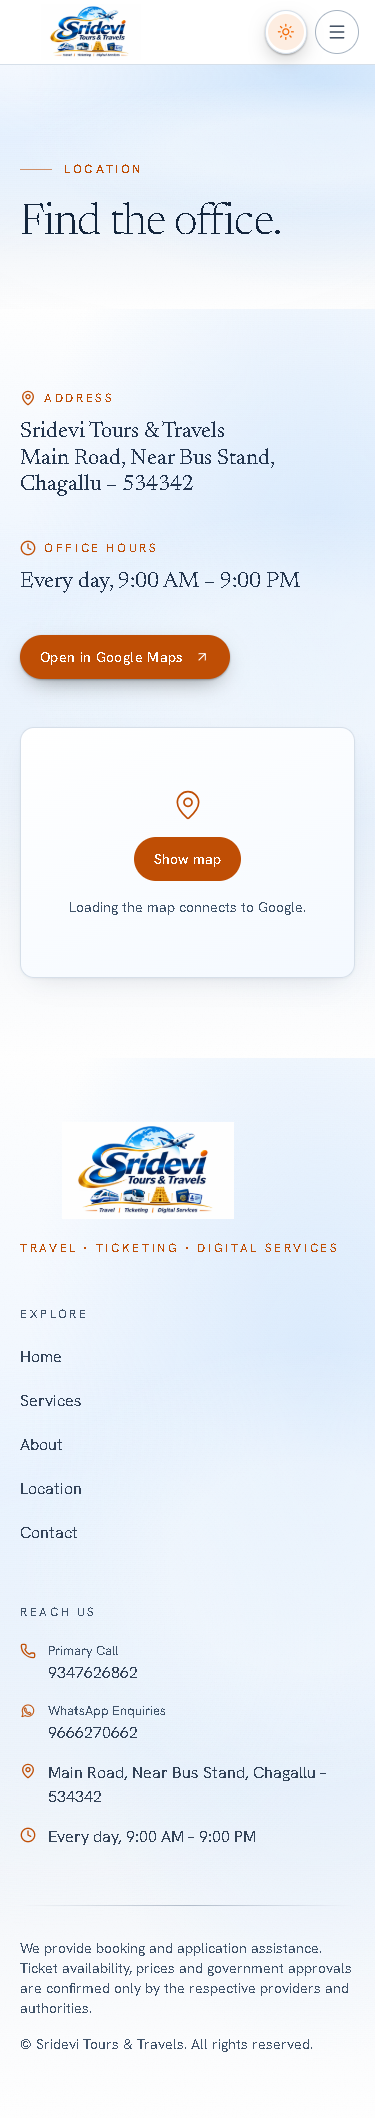 Sridevi
Tours & Travels
Travel | Ticketing | Digital Services
LOCATION
Find the office.
ADDRESS
Sridevi Tours & Travels
Main Road, Near Bus Stand,
Chagallu – 534342
OFFICE HOURS
Every day, 9:00 AM – 9:00 PM
Open in Google Maps
Show map
Loading the map connects to Google.
Sridevi
Tours & Travels
Travel | Ticketing | Digital Services
TRAVEL • TICKETING • DIGITAL SERVICES
EXPLORE
Home
Services
About
Location
Contact
REACH US
Primary Call
9347626862
WhatsApp Enquiries
9666270662
Main Road, Near Bus Stand, Chagallu –
534342
Every day, 9:00 AM – 9:00 PM
We provide booking and application assistance.
Ticket availability, prices and government approvals
are confirmed only by the respective providers and
authorities.
© Sridevi Tours & Travels. All rights reserved.